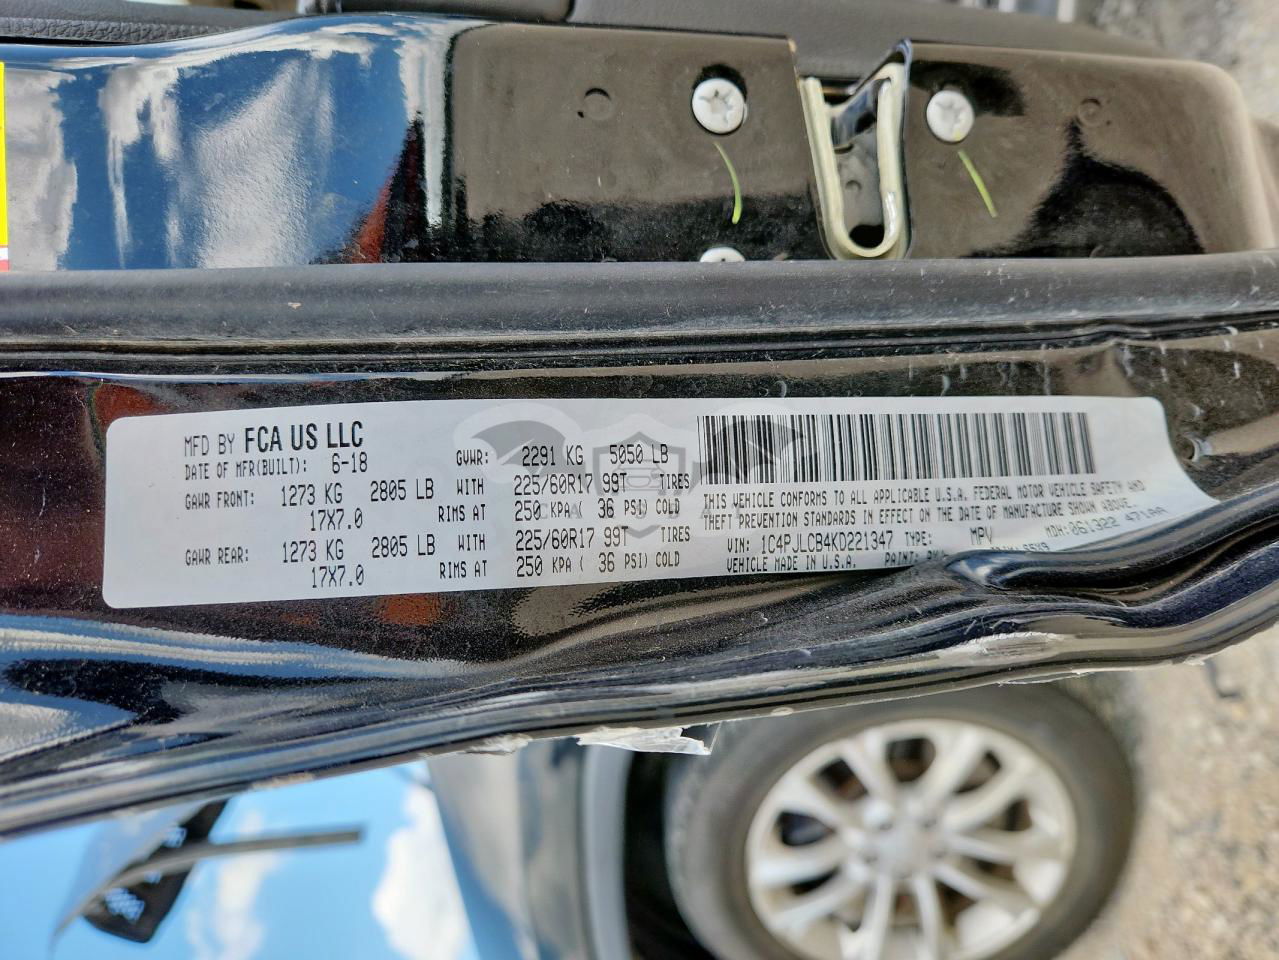 MFD BY FCA US LLC
DATE OF MFR(BUILT): 6-18 GVWR: 2291 KG 5050 LB
GAWR FRONT: 1273 KG 2805 LB WITH 225/60R17 99T TIRES
17X7.0 RIMS AT 250 KPA ( 36 PSI) COLD
GAWR REAR: 1273 KG 2805 LB WITH 225/60R17 99T TIRES
17X7.0 RIMS AT 250 KPA ( 36 PSI) COLD
THIS VEHICLE CONFORMS TO ALL APPLICABLE U.S.A. FEDERAL MOTOR VEHICLE SAFETY AND
THEFT PREVENTION STANDARDS IN EFFECT ON THE DATE OF MANUFACTURE SHOWN ABOVE.
VIN: 1C4PJLCB4KD221347 TYPE: MPV MDH: 061322 471AA
VEHICLE MADE IN U.S.A. PAINT: